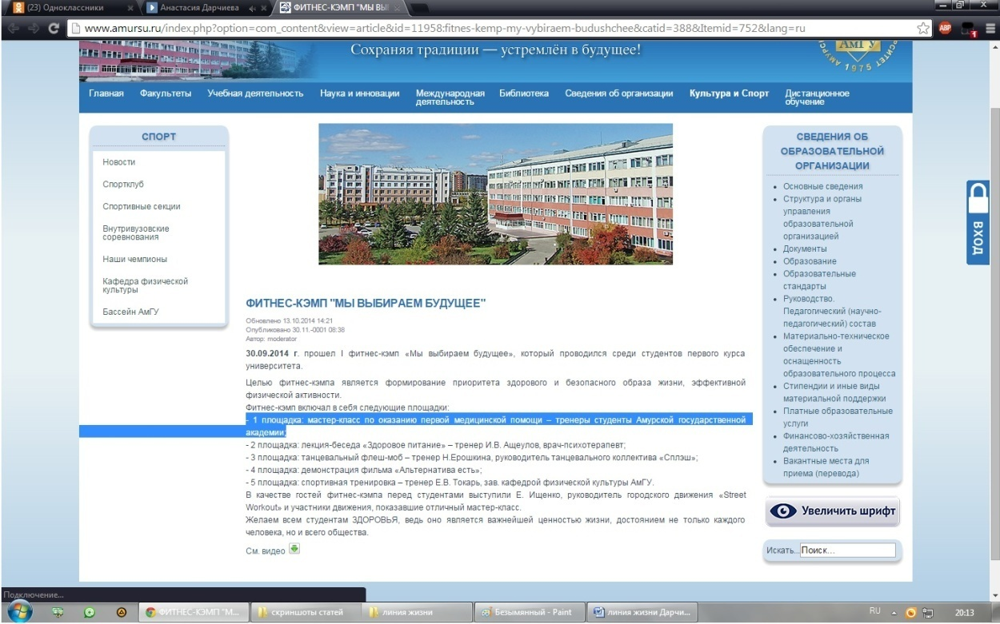 (23) Одноклассники
Анастасия Дарчиева
ФИТНЕС-КЭМП "МЫ ВЫБ
www.amursu.ru/index.php?option=com_content&view=article&id=11958:fitnes-kemp-my-vybiraem-budushchee&catid=388&Itemid=752&lang=ru
ABP
1
Сохраняя традиции — устремлён в будущее!
АмГУ
1975
Главная
Факультеты
Учебная деятельность
Наука и инновации
Международная
деятельность
Библиотека
Сведения об организации
Культура и Спорт
Дистанционное
обучение
СПОРТ
Новости
Спортклуб
Спортивные секции
Внутривузовские
соревнования
Наши чемпионы
Кафедра физической
культуры
Бассейн АмГУ
ФИТНЕС-КЭМП "МЫ ВЫБИРАЕМ БУДУЩЕЕ"
Обновлено 13.10.2014 14:21
Опубликовано 30.11.-0001 08:38
Автор: moderator
30.09.2014 г. прошел I фитнес-кэмп «Мы выбираем будущее», который проводился среди студентов первого курса
университета.
Целью фитнес-кэмпа является формирование приоритета здорового и безопасного образа жизни, эффективной
физической активности.
Фитнес-кэмп включал в себя следующие площадки:
- 1 площадка: мастер-класс по оказанию первой медицинской помощи – тренеры студенты Амурской государственной
академии;
- 2 площадка: лекция-беседа «Здоровое питание» – тренер И.В. Ащеулов, врач-психотерапевт;
- 3 площадка: танцевальный флеш-моб – тренер Н.Ерошкина, руководитель танцевального коллектива «Сплэш»;
- 4 площадка: демонстрация фильма «Альтернатива есть»;
- 5 площадка: спортивная тренировка – тренер Е.В. Токарь, зав. кафедрой физической культуры АмГУ.
В качестве гостей фитнес-кэмпа перед студентами выступили Е. Ищенко, руководитель городского движения «Street
Workout» и участники движения, показавшие отличный мастер-класс.
Желаем всем студентам ЗДОРОВЬЯ, ведь оно является важнейшей ценностью жизни, достоянием не только каждого
человека, но и всего общества.
См. видео
СВЕДЕНИЯ ОБ
ОБРАЗОВАТЕЛЬНОЙ
ОРГАНИЗАЦИИ
Основные сведения
Структура и органы
управления
образовательной
организацией
Документы
Образование
Образовательные
стандарты
Руководство.
Педагогический (научно-
педагогический) состав
Материально-техническое
обеспечение и
оснащенность
образовательного процесса
Стипендии и иные виды
материальной поддержки
Платные образовательные
услуги
Финансово-хозяйственная
деятельность
Вакантные места для
приема (перевода)
Увеличить шрифт
Искать...
Поиск...
ВХОД
Подключение...
ФИТНЕС-КЭМП "М...
скриншоты статей
линия жизни
Безымянный - Paint
линия жизни Дарчи...
RU
20:13